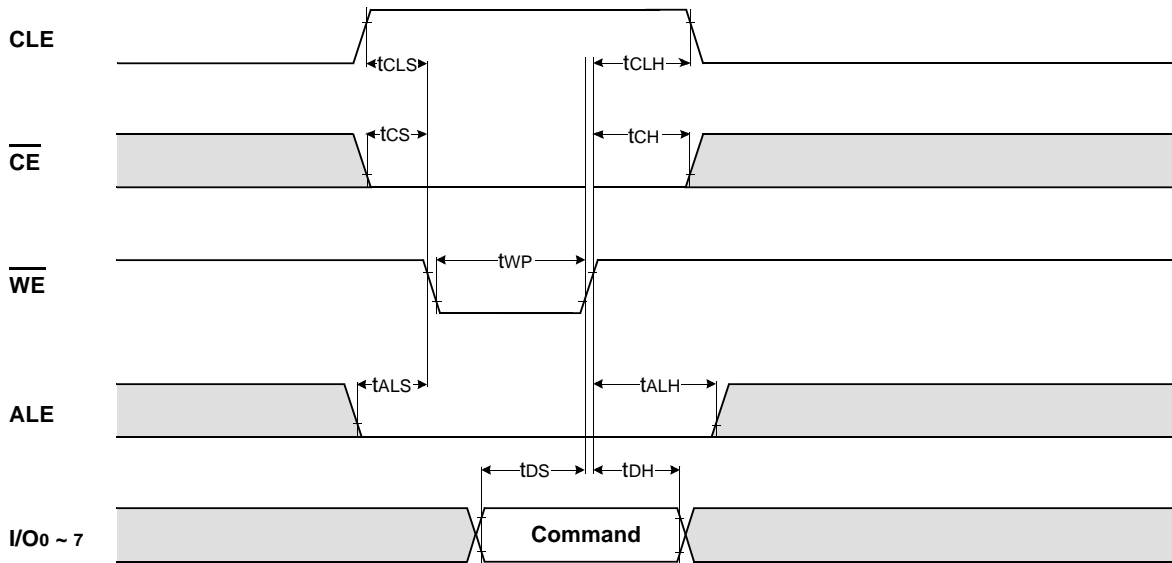 CLE
tCLS
tCLH
CE
tCS
tCH
WE
tWP
ALE
tALS
tALH
I/O0 ~ 7
tDS
tDH
Command